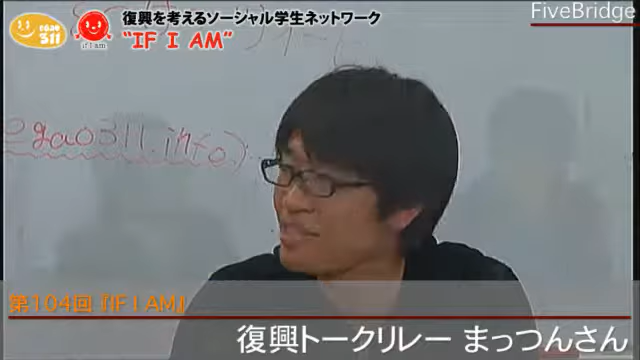 egao
311
if I am
復興を考えるソーシャル学生ネットワーク
"IF I AM"
FiveBridge
egao311.info)
第104回『IF I AM』
復興トークリレー まっつんさん